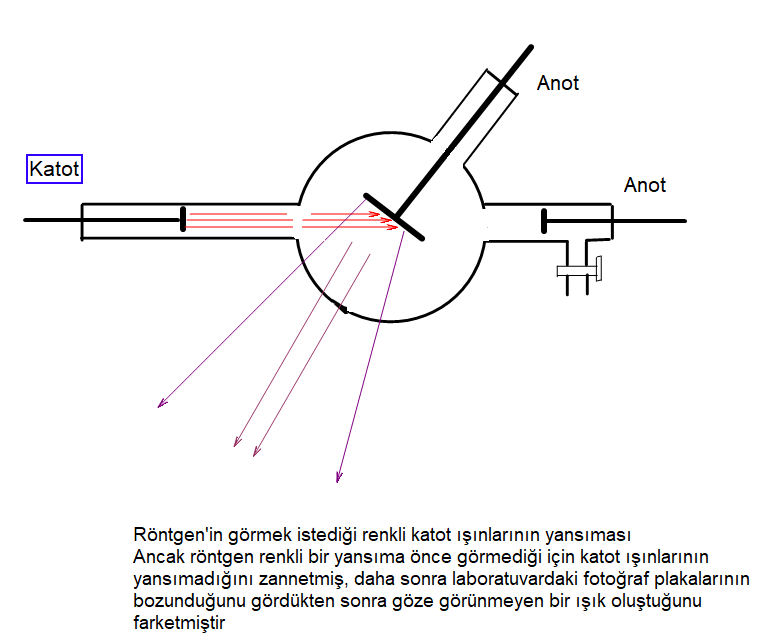 Anot
Katot
Anot
Röntgen'in görmek istediği renkli katot ışınlarının yansıması
Ancak röntgen renkli bir yansıma önce görmediği için katot ışınlarının
yansımadığını zannetmiş, daha sonra laboratuvardaki fotoğraf plakalarının
bozunduğunu gördükten sonra göze görünmeyen bir ışık oluştuğunu
farketmiştir